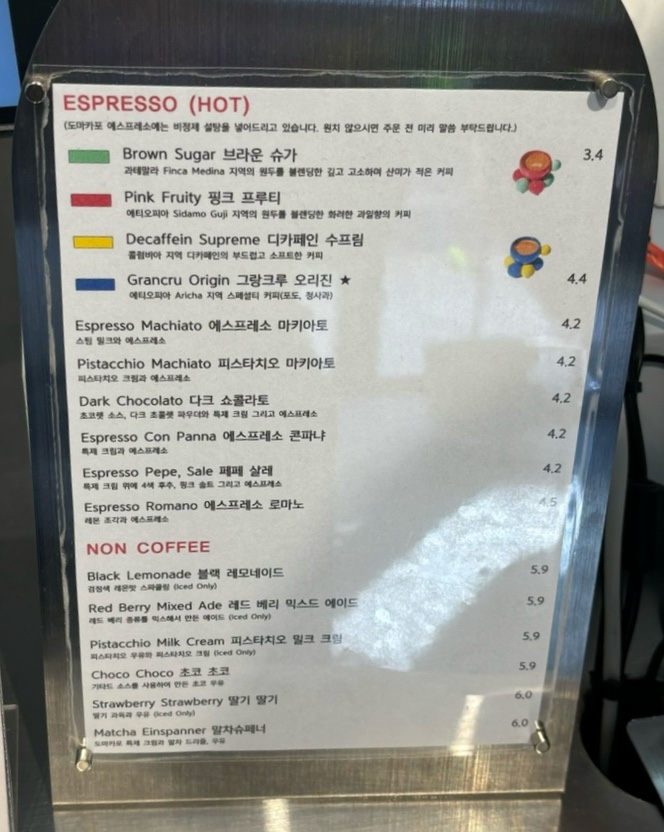 ESPRESSO (HOT)
(도마카포 에스프레소에는 비정제 설탕을 넣어드리고 있습니다. 원치 않으시면 주문 전 미리 말씀 부탁드립니다.)
Brown Sugar 브라운 슈가 3.4
과테말라 Finca Medina 지역의 원두를 블렌딩한 깊고 고소하며 산미가 적은 커피
Pink Fruity 핑크 프루티
에티오피아 Sidamo Guji 지역의 원두를 블렌딩한 화려한 과일향의 커피
Decaffein Supreme 디카페인 수프림
콜럼비아 지역 디카페인의 부드럽고 소프트한 커피
Grancru Origin 그랑크루 오리진 ★ 4.4
에티오피아 Aricha 지역 스페셜티 커피(포도, 청사과)
Espresso Machiato 에스프레소 마키아토 4.2
스팀 밀크와 에스프레소
Pistacchio Machiato 피스타치오 마키아토 4.2
피스타치오 크림과 에스프레소
Dark Chocolato 다크 쇼콜라토 4.2
초코렛 소스, 다크 초콜렛 파우더와 특제 크림 그리고 에스프레소
Espresso Con Panna 에스프레소 콘파냐 4.2
특제 크림과 에스프레소
Espresso Pepe, Sale 페페 살레 4.2
특제 크림 위에 4색 후추, 핑크 솔트 그리고 에스프레소
Espresso Romano 에스프레소 로마노 4.5
레몬 조각과 에스프레소
NON COFFEE
Black Lemonade 블랙 레모네이드 5.9
검정색 레몬맛 스파클링 (Iced Only)
Red Berry Mixed Ade 레드 베리 믹스드 에이드 5.9
레드 베리 종류를 믹스해서 만든 에이드 (Iced Only)
Pistacchio Milk Cream 피스타치오 밀크 크림 5.9
피스타치오 우유와 피스타치오 크림 (Iced Only)
Choco Choco 초코 초코 5.9
기타드 소스를 사용하여 만든 초코 우유
Strawberry Strawberry 딸기 딸기 6.0
딸기 과육과 우유 (Iced Only)
Matcha Einspanner 말차슈페너 6.0
도마카포 특제 크림과 말차 드리즐, 우유